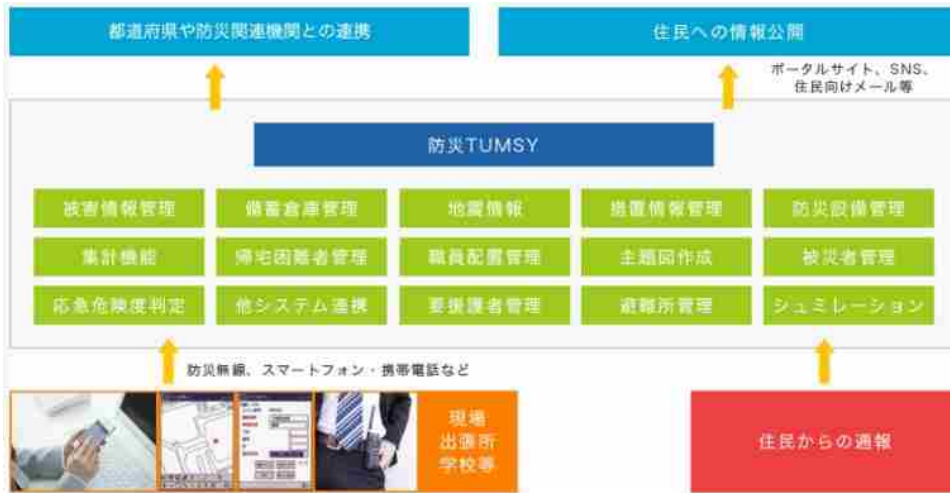 都道府県や防災関連機関との連携
住民への情報公開
ポータルサイト、SNS、
住民向けメール等
防災TUMSY
被害情報管理
備蓄倉庫管理
地震情報
措置情報管理
防災設備管理
集計機能
帰宅困難者管理
職員配置管理
主題図作成
被災者管理
応急危険度判定
他システム連携
要援護者管理
避難所管理
シュミレーション
防災無線、スマートフォン・携帯電話など
現場
出張所
学校等
住民からの通報